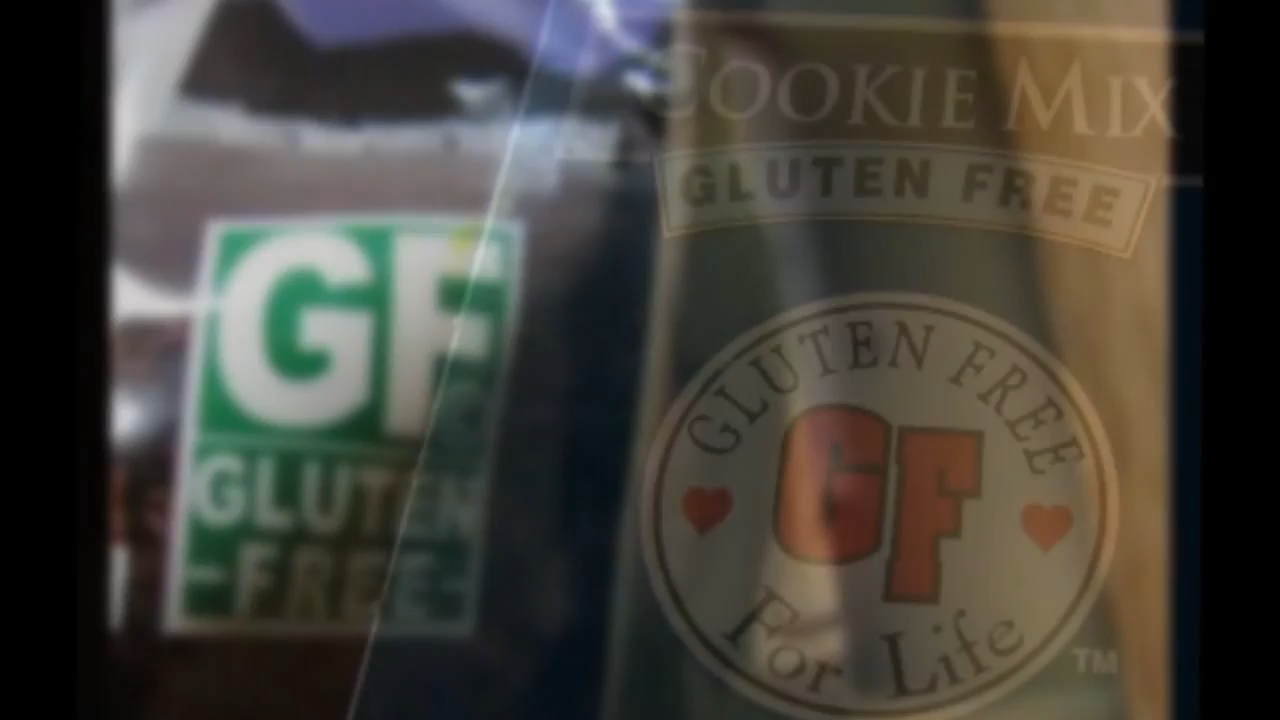 GF
GLUTEN
-FREE-
COOKIE MIX
GLUTEN FREE
GLUTEN FREE
GF
For Life
TM